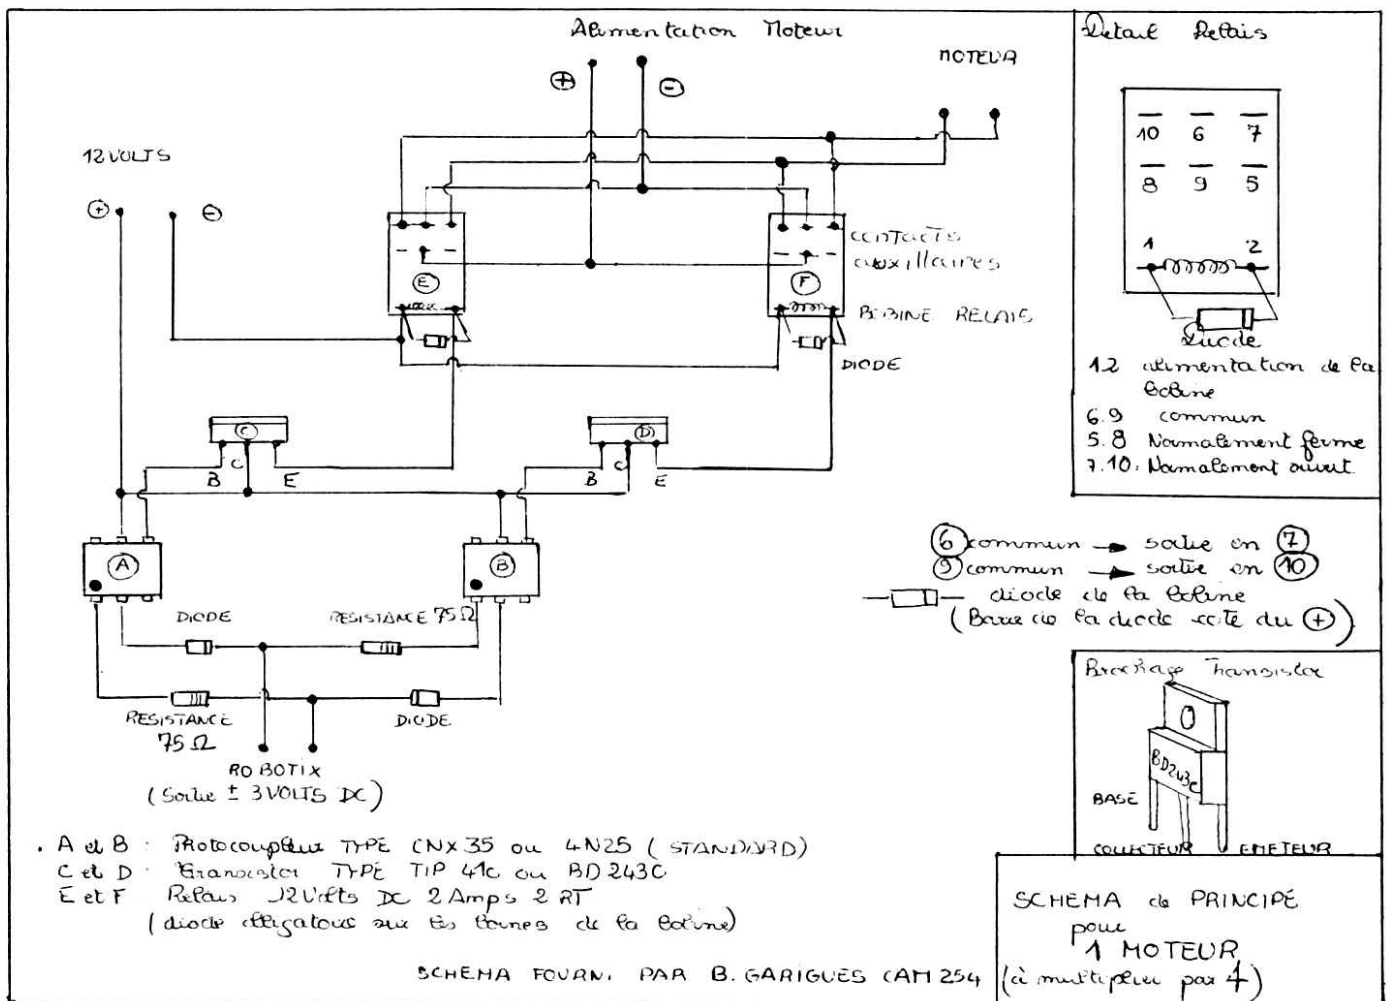 Alimentation Moteur
+
-
MOTEUR
12 VOLTS
+
-
E
F
CONTACTS
auxillaires
BOBINE RELAIS
DIODE
C
D
B
C
E
B
C
E
A
B
DIODE
RESISTANCE 75Ω
RESISTANCE
75 Ω
DIODE
ROBOTIX
(Sortie ± 3 VOLTS DC)
Détail Relais
10 6 7
8 9 5
1 2
Diode
1 2 alimentation de la
bobine
6.9 commun
5.8 Normalement fermé
7.10. Normalement ouvert
6 commun → sortie en 7
9 commun → sortie en 10
diode de la bobine
(Barre de la diode coté du +)
Brochage Transistor
BD243C
BASE
COLLECTEUR
EMETEUR
. A et B : Photocoupleur TYPE CNX 35 ou 4N25 (STANDARD)
C et D : Transistor TYPE TIP 41c ou BD 243C
E et F Relais 12 Volts DC 2 Amps 2 RT
(diode obligatoire sur les bornes de la bobine)
SCHEMA FOURNI PAR B. GARIGUES CAM 254
SCHEMA de PRINCIPE
pour
1 MOTEUR
(à multiplier par 4)